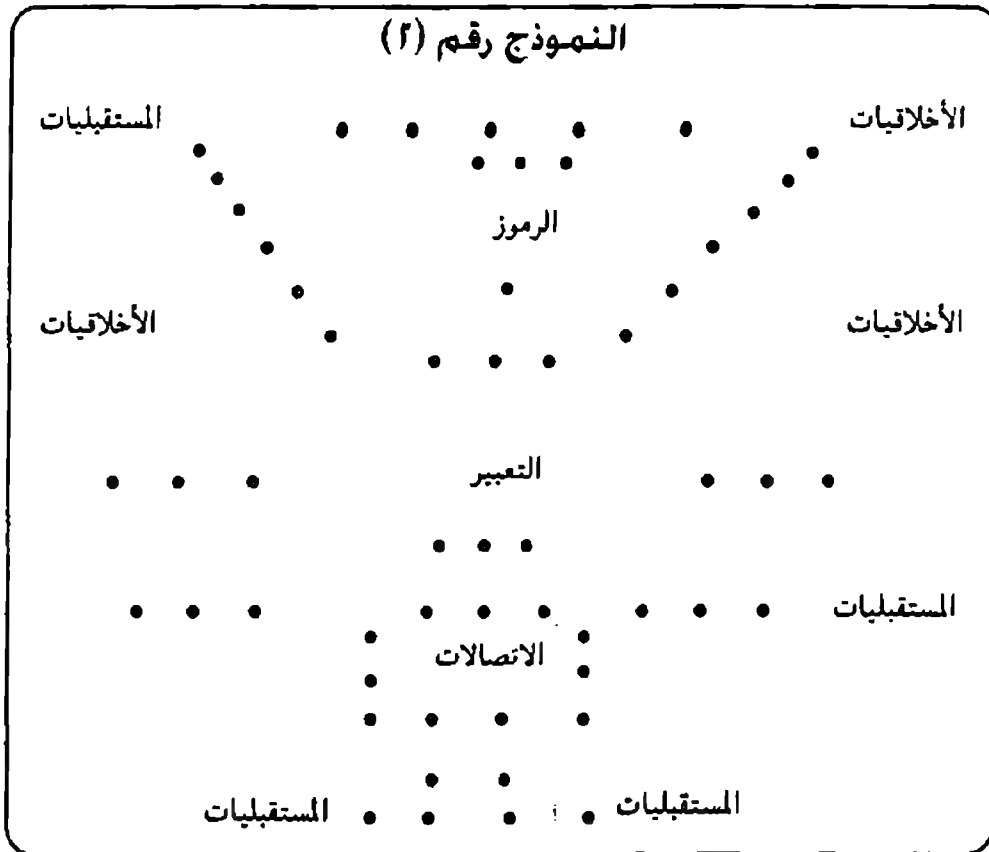 النموذج رقم (٢)
الأخلاقيات المستقبليات
الرموز
الأخلاقيات الأخلاقيات
التعبير
المستقبليات
الاتصالات
المستقبليات المستقبليات